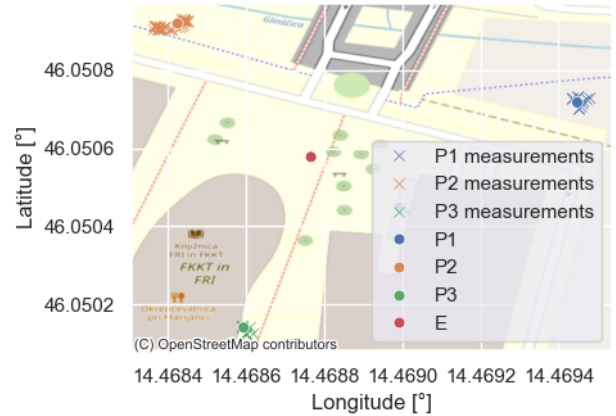 Glinščica
46.0508
46.0506
46.0504
46.0502
Latitude [°]
P1 measurements
P2 measurements
P3 measurements
P1
P2
P3
E
Knjižnica
FRI in FKKT
FKKT in
FRI
Okrepčevalnica
pri Marjanci
(C) OpenStreetMap contributors
14.4684 14.4686 14.4688 14.4690 14.4692 14.4694
Longitude [°]